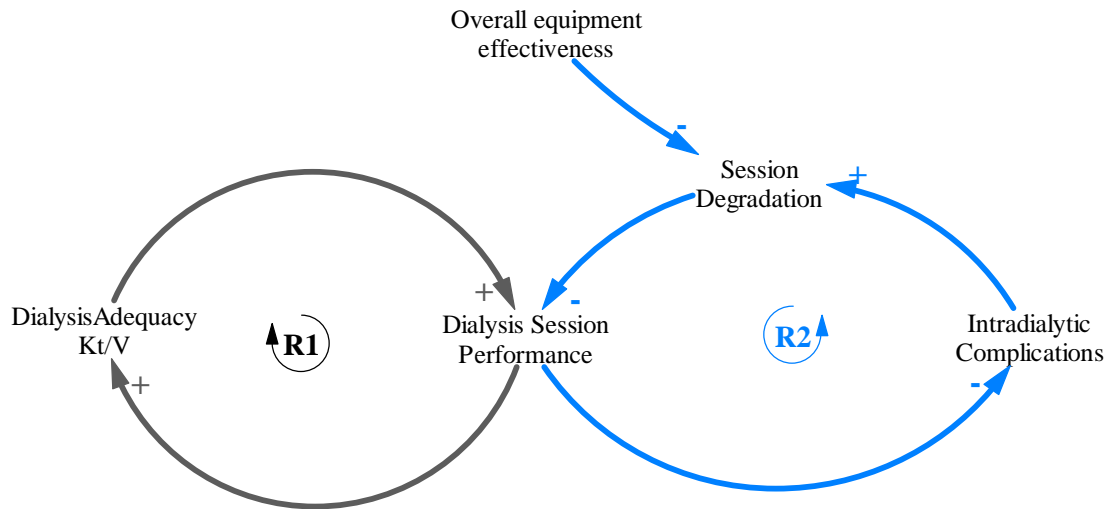 Overall equipment
effectiveness
-
Session
Degradation
+
DialysisAdequacy
Kt/V
+
R1
+
-
Dialysis Session
Performance
R2
Intradialytic
Complications
-